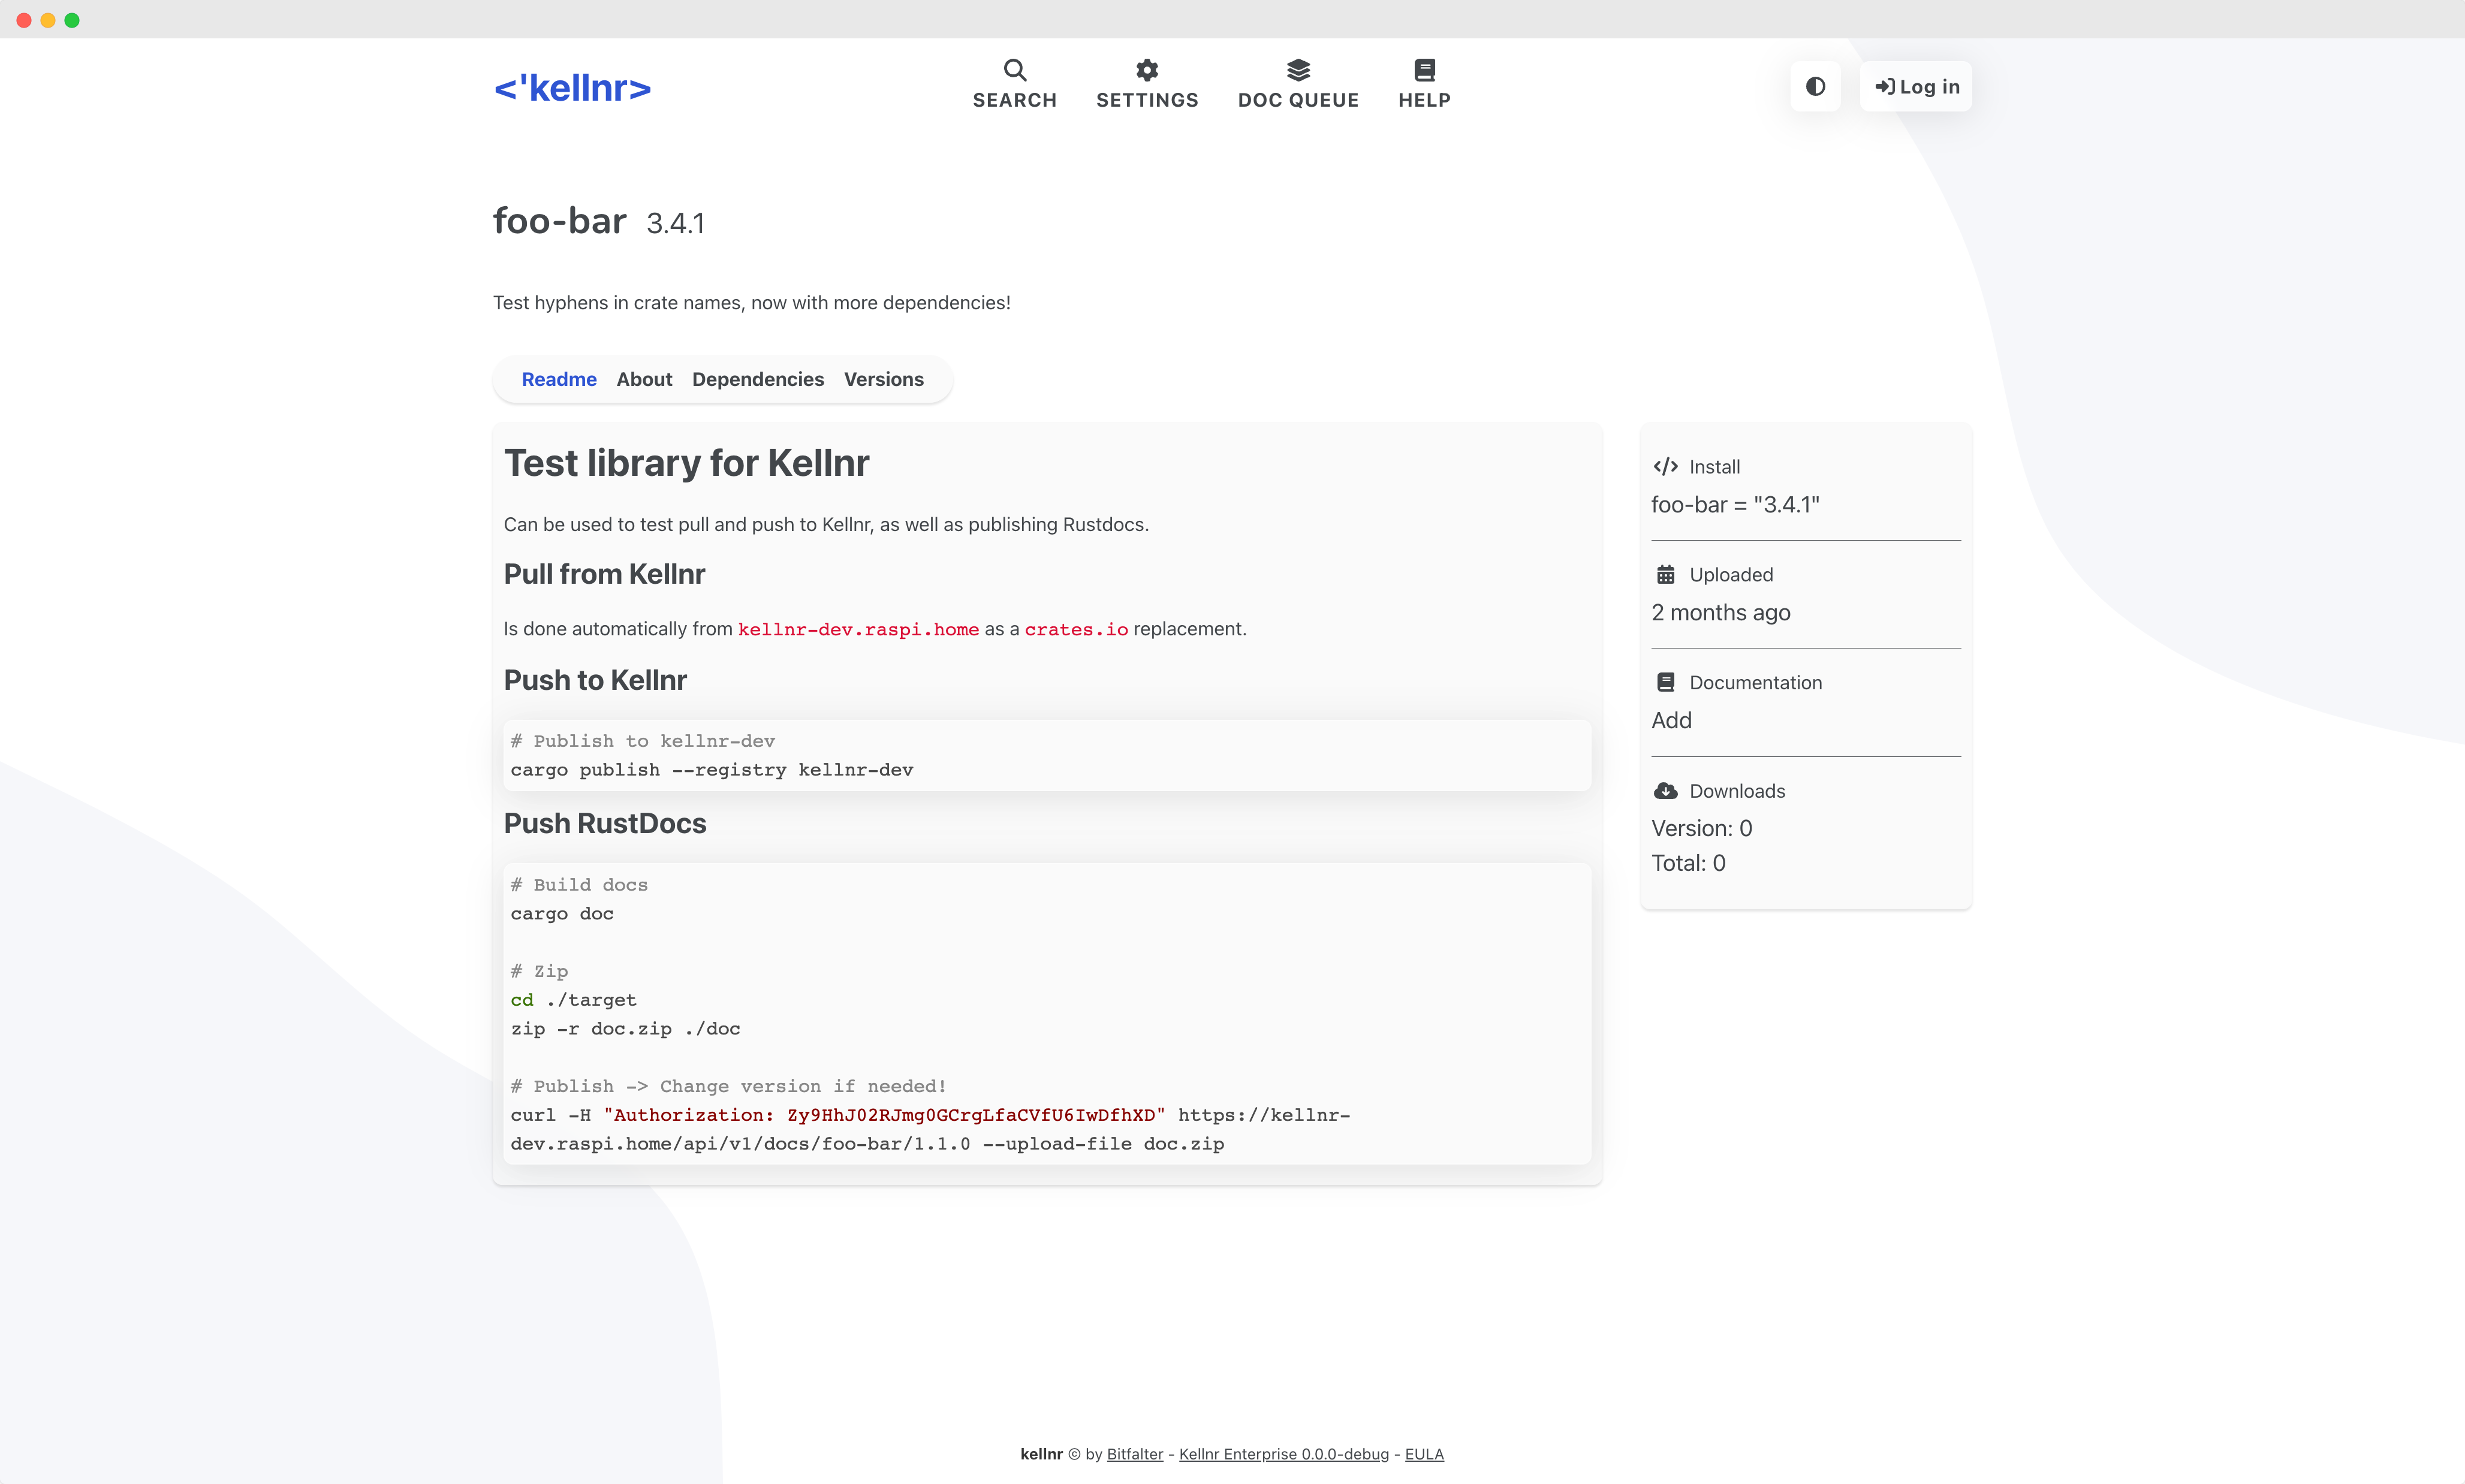 <'kellnr>
SEARCH
SETTINGS
DOC QUEUE
HELP
Log in
foo-bar 3.4.1
Test hyphens in crate names, now with more dependencies!
Readme About Dependencies Versions
Test library for Kellnr
Can be used to test pull and push to Kellnr, as well as publishing Rustdocs.
Pull from Kellnr
Is done automatically from kellnr-dev.raspi.home as a crates.io replacement.
Push to Kellnr
# Publish to kellnr-dev
cargo publish --registry kellnr-dev
Push RustDocs
# Build docs
cargo doc
# Zip
cd ./target
zip -r doc.zip ./doc
# Publish -> Change version if needed!
curl -H "Authorization: Zy9HhJ02RJmg0GCrgLfaCVfU6IwDfhXD" https://kellnr-
dev.raspi.home/api/v1/docs/foo-bar/1.1.0 --upload-file doc.zip
Install
foo-bar = "3.4.1"
Uploaded
2 months ago
Documentation
Add
Downloads
Version: 0
Total: 0
kellnr © by Bitfalter - Kellnr Enterprise 0.0.0-debug - EULA